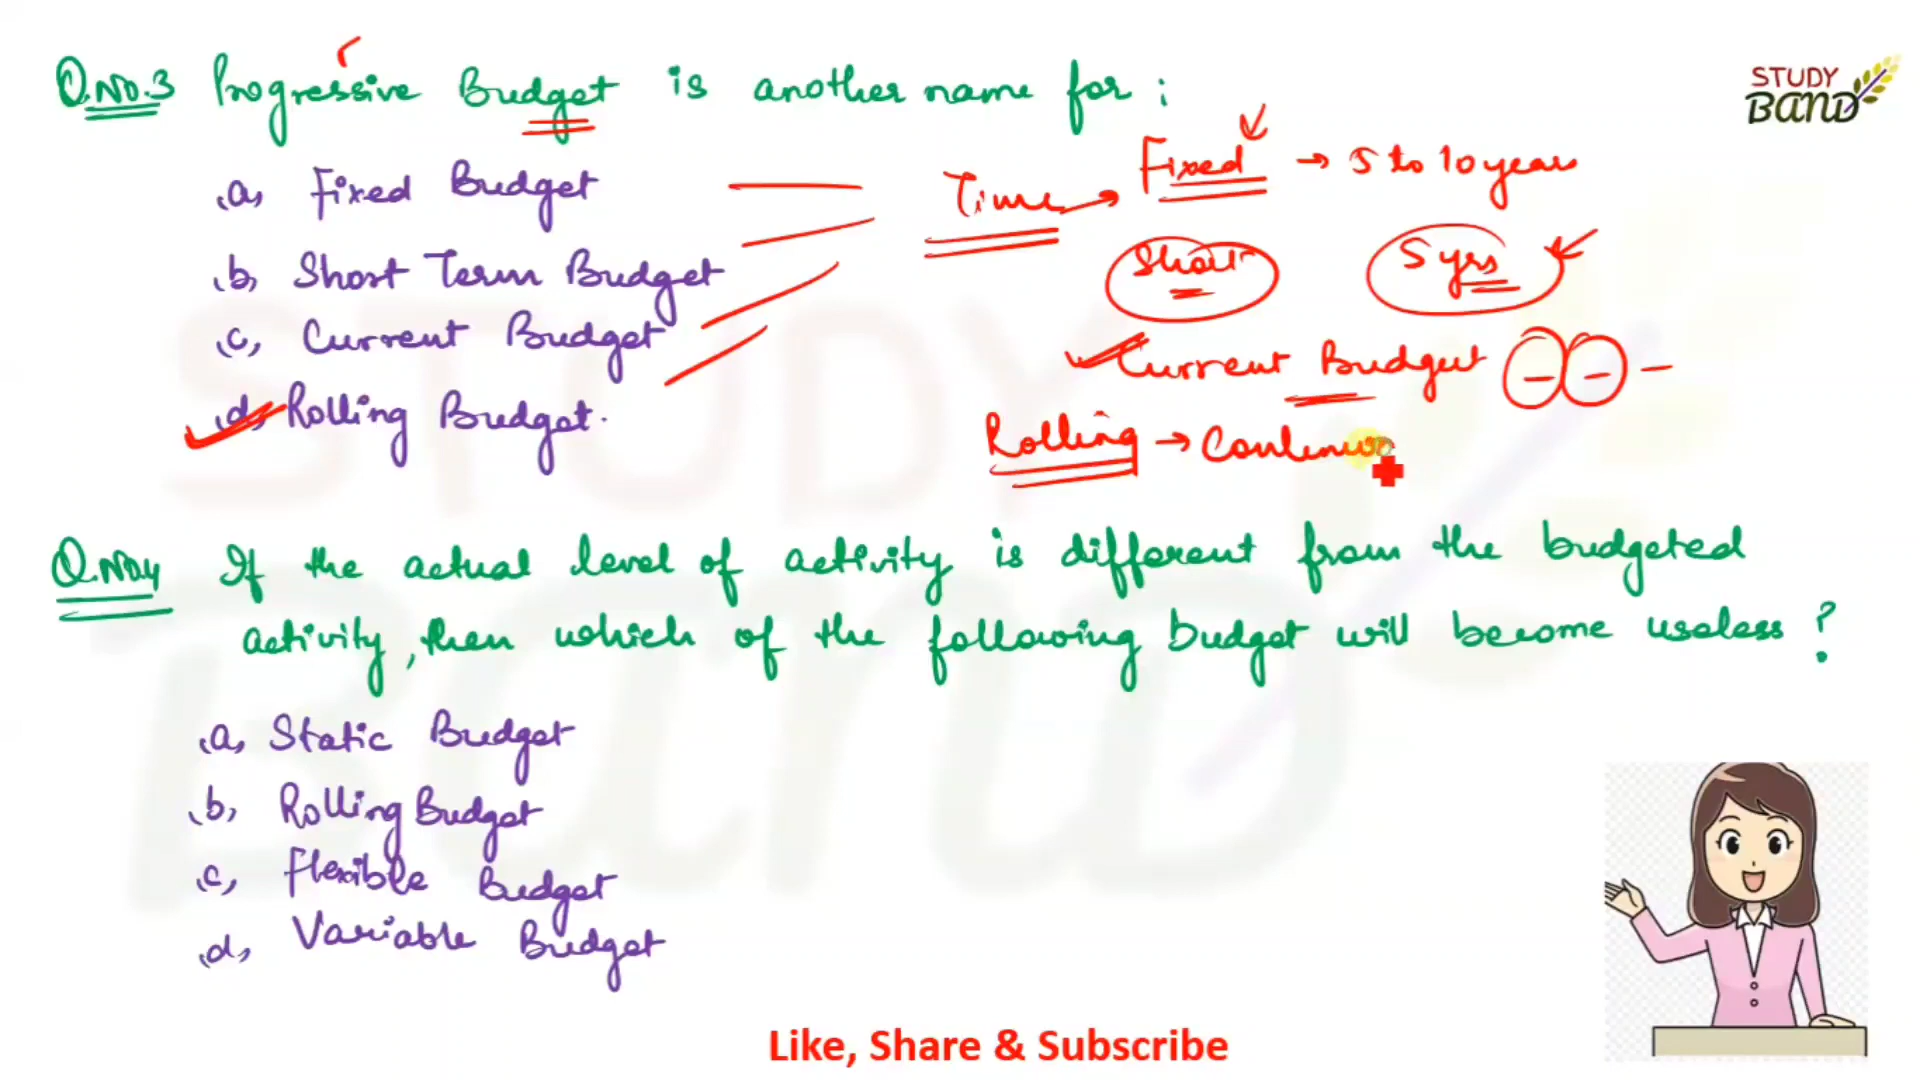 Q.No.3 Progressive Budget is another name for :
STUDY
BAND
a, Fixed Budget
Time → Fixed → 5 to 10 years
b, Short Term Budget
Short 5 yrs
c, Current Budget
Current Budget
d, Rolling Budget.
Rolling → Continuo
Q.No.4 If the actual level of activity is different from the budgeted
activity, then which of the following budget will become useless ?
a, Static Budget
b, Rolling Budget
c, Flexible Budget
d, Variable Budget
Like, Share & Subscribe
STUDY
BAND